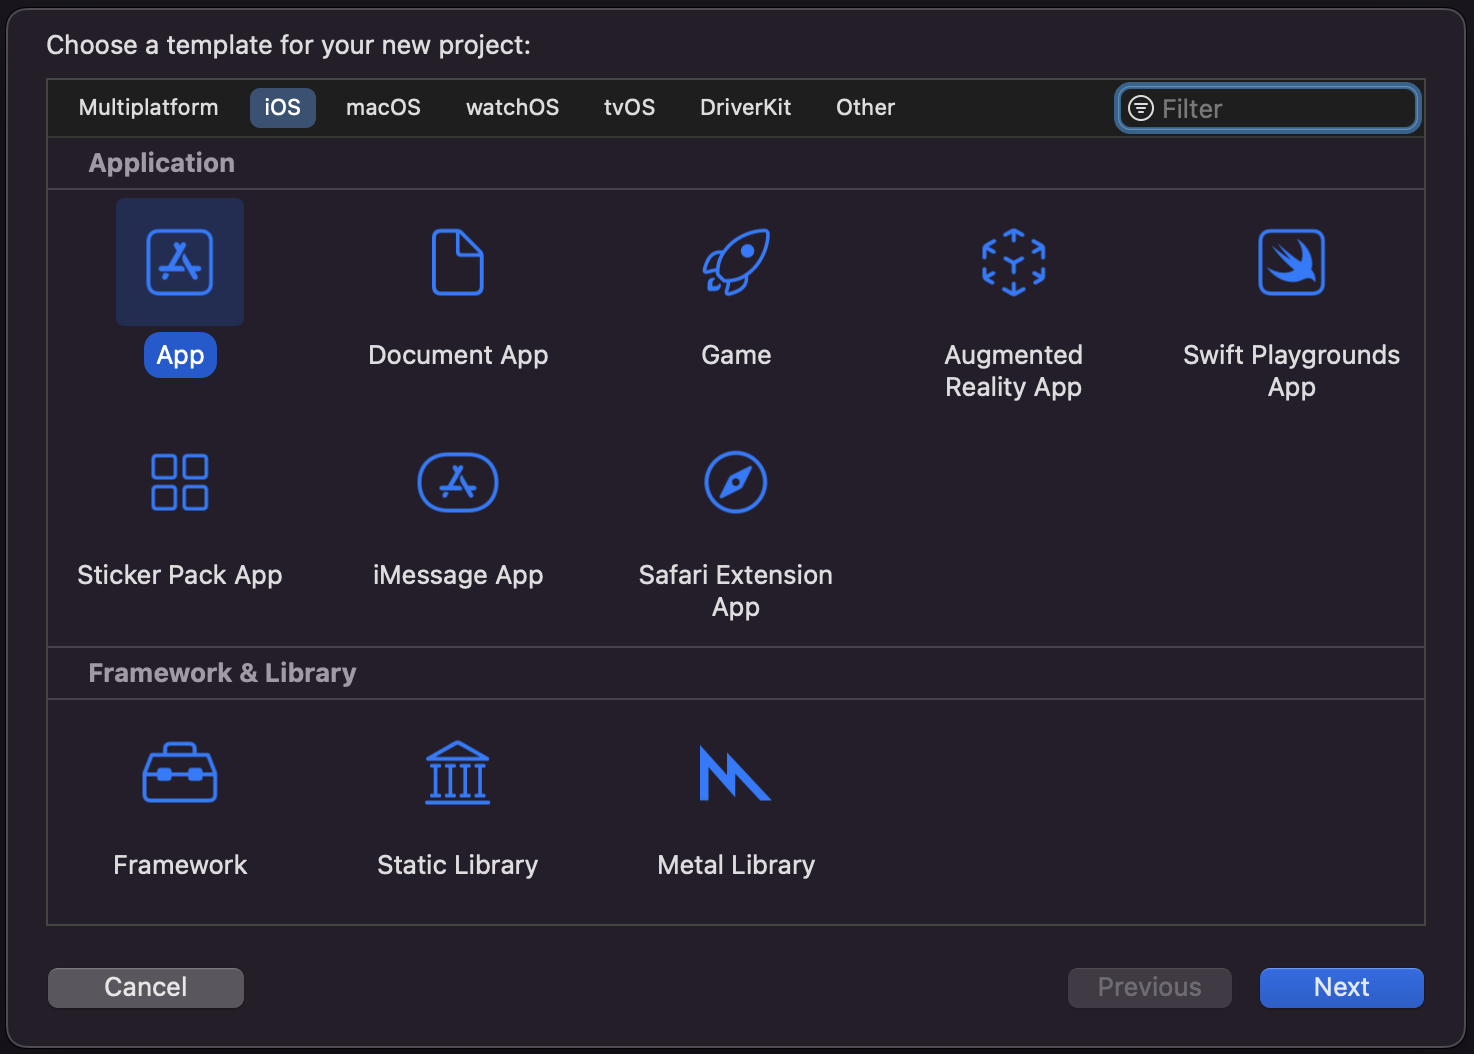 Choose a template for your new project:
Multiplatform iOS macOS watchOS tvOS DriverKit Other Filter
Application
App Document App Game Augmented Reality App Swift Playgrounds App
Sticker Pack App iMessage App Safari Extension App
Framework & Library
Framework Static Library Metal Library
Cancel Previous Next